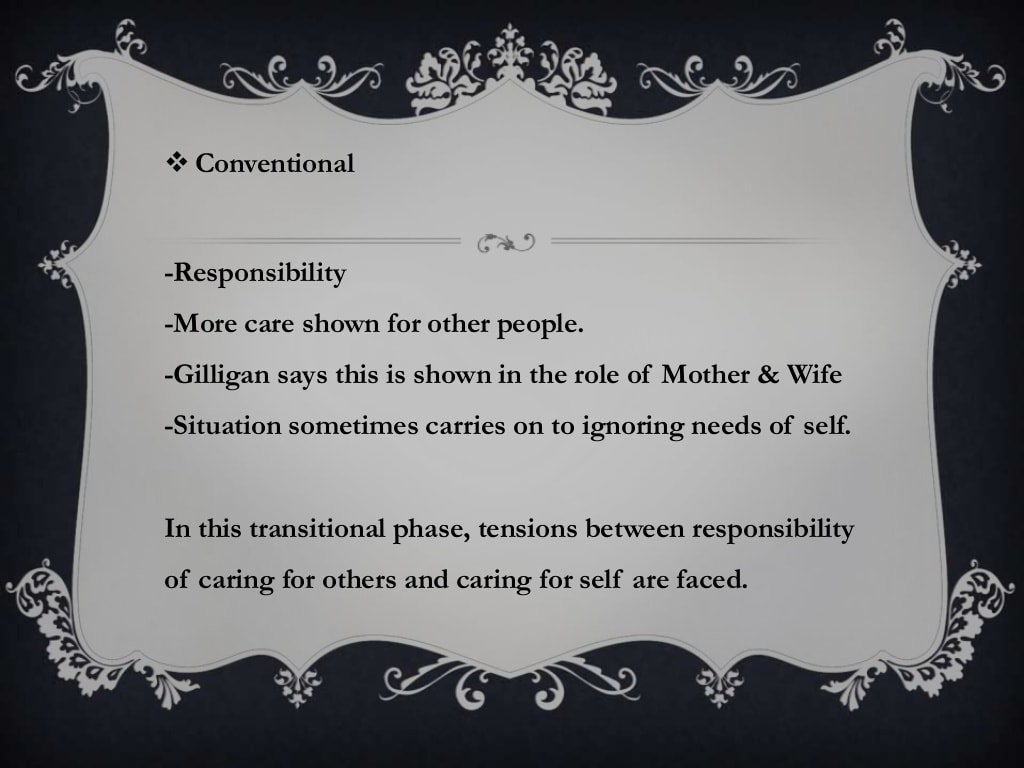 ❖ Conventional
-Responsibility
-More care shown for other people.
-Gilligan says this is shown in the role of Mother & Wife
-Situation sometimes carries on to ignoring needs of self.
In this transitional phase, tensions between responsibility
of caring for others and caring for self are faced.